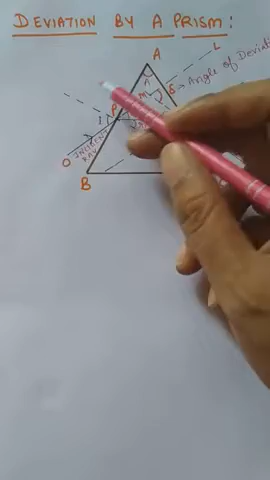 DEVIATION BY A PRISM:
A
L
A
M
δ → Angle of Deviati
P
i
INCIDENT
RAY
O
B